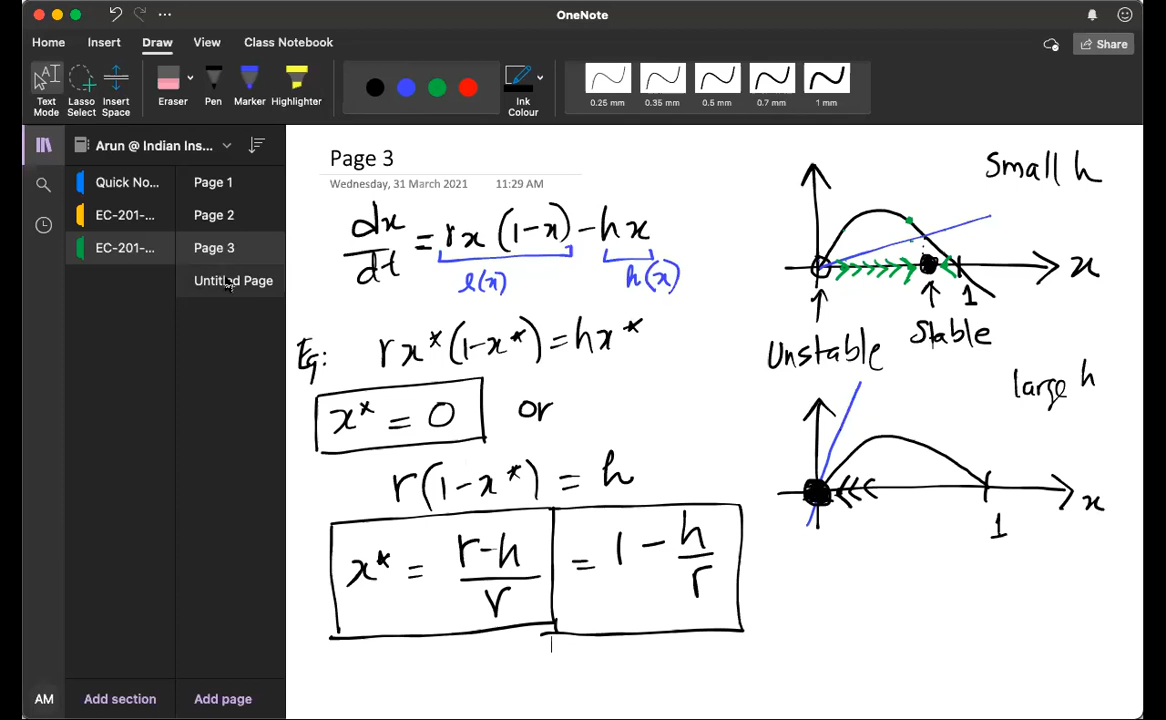 OneNote
Home Insert Draw View Class Notebook
Share
Text Mode
Lasso Select
Insert Space
Eraser
Pen
Marker
Highlighter
Ink Colour
0.25 mm
0.35 mm
0.5 mm
0.7 mm
1 mm
Arun @ Indian Ins...
Quick No...
EC-201-...
EC-201-...
Page 1
Page 2
Page 3
Untitled Page
AM
Add section
Add page
Page 3
Wednesday, 31 March 2021 11:29 AM
dx/dt = rx (1-x) - hx
l(x) h(x)
Eq: rx*(1-x*) = hx*
x* = 0 or
r(1-x*) = h
x* = r-h/r = 1 - h/r
Small h
x
1
Unstable
Stable
large h
x
1